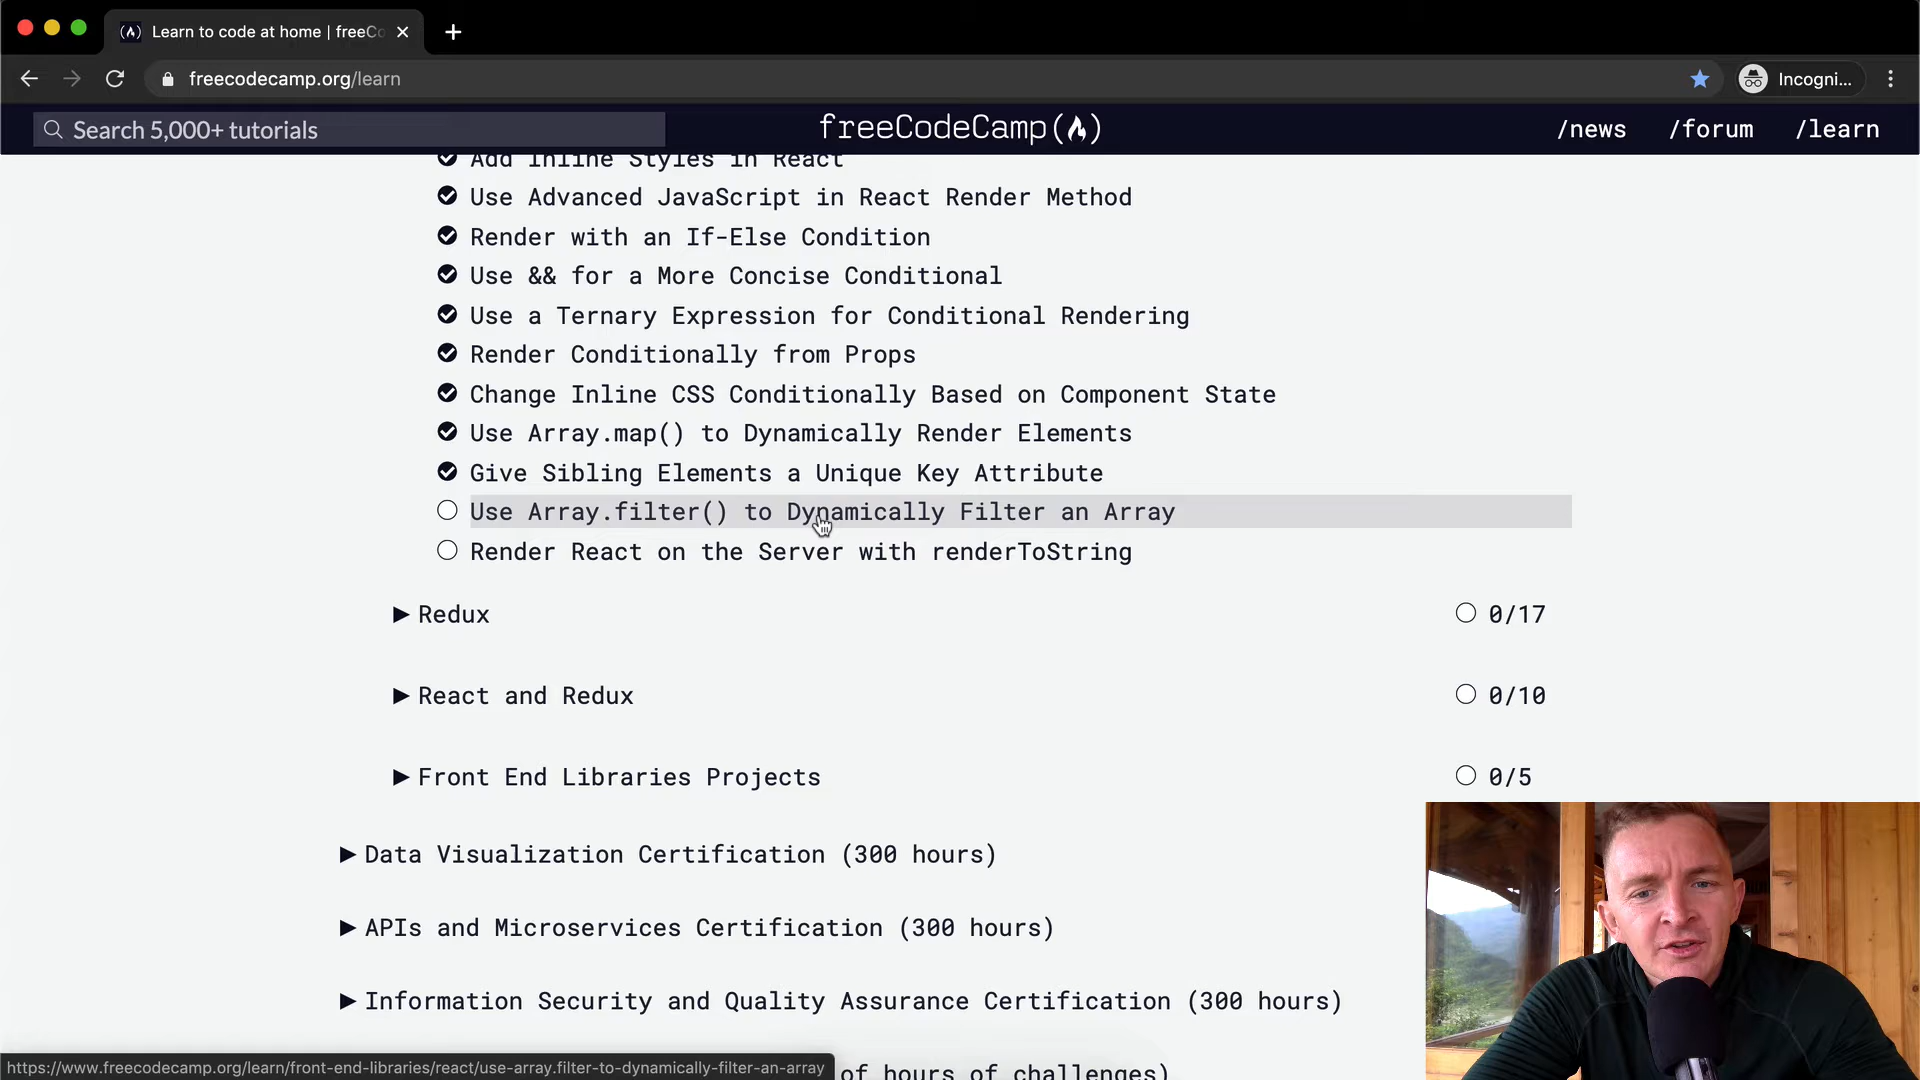 Learn to code at home | freeCo
freecodecamp.org/learn
Incogni...
Search 5,000+ tutorials
freeCodeCamp(🔥)
/news
/forum
/learn
Add Inline Styles in React
Use Advanced JavaScript in React Render Method
Render with an If-Else Condition
Use && for a More Concise Conditional
Use a Ternary Expression for Conditional Rendering
Render Conditionally from Props
Change Inline CSS Conditionally Based on Component State
Use Array.map() to Dynamically Render Elements
Give Sibling Elements a Unique Key Attribute
Use Array.filter() to Dynamically Filter an Array
Render React on the Server with renderToString
Redux 0/17
React and Redux 0/10
Front End Libraries Projects 0/5
Data Visualization Certification (300 hours)
APIs and Microservices Certification (300 hours)
Information Security and Quality Assurance Certification (300 hours)
of hours of challenges)
https://www.freecodecamp.org/learn/front-end-libraries/react/use-array.filter-to-dynamically-filter-an-array